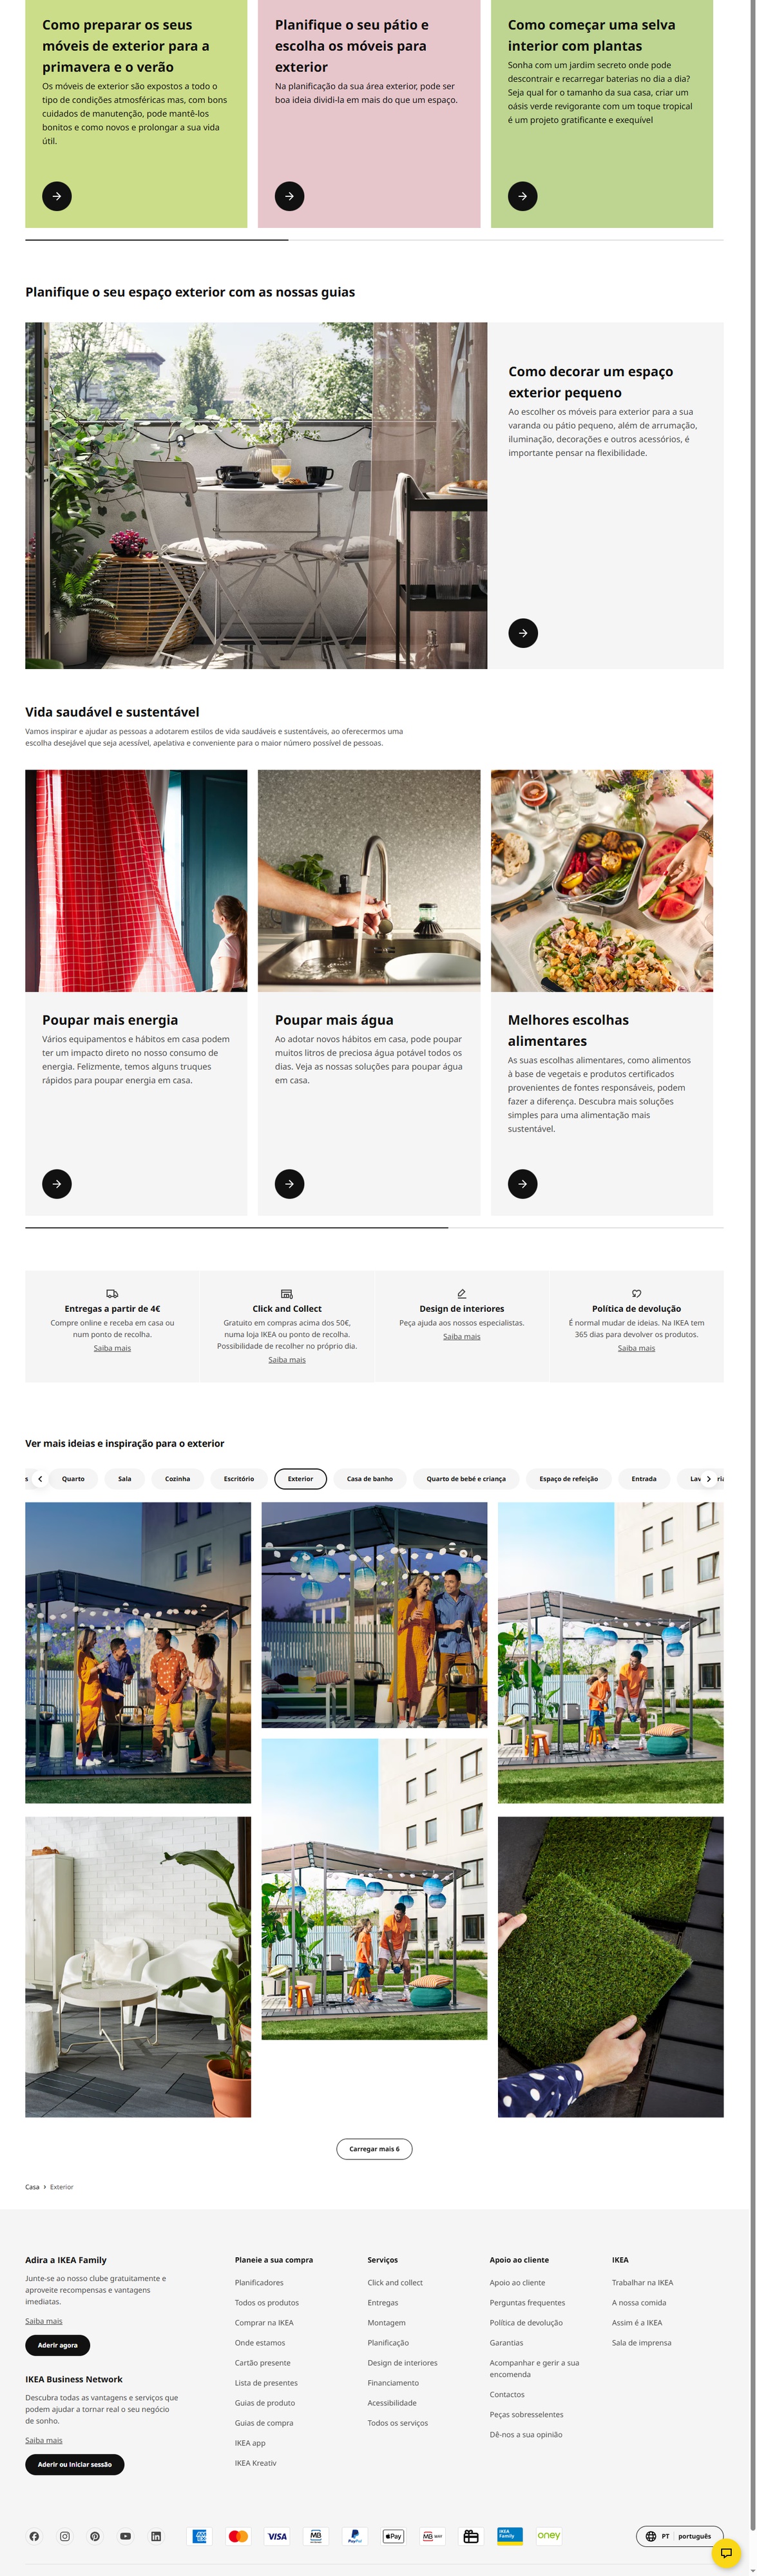 Como preparar os seus
móveis de exterior para a
primavera e o verão
Os móveis de exterior são expostos a todo o
tipo de condições atmosféricas mas, com bons
cuidados de manutenção, pode mantê-los
bonitos e como novos e prolongar a sua vida
útil.
Planifique o seu pátio e
escolha os móveis para
exterior
Na planificação da sua área exterior, pode ser
boa ideia dividi-la em mais do que um espaço.
Como começar uma selva
interior com plantas
Sonha com um jardim secreto onde pode
descontrair e recarregar baterias no dia a dia?
Seja qual for o tamanho da sua casa, criar um
oásis verde revigorante com um toque tropical
é um projeto gratificante e exequível
Planifique o seu espaço exterior com as nossas guias
Como decorar um espaço
exterior pequeno
Ao escolher os móveis para exterior para a sua
varanda ou pátio pequeno, além de arrumação,
iluminação, decorações e outros acessórios, é
importante pensar na flexibilidade.
Vida saudável e sustentável
Vamos inspirar e ajudar as pessoas a adotarem estilos de vida saudáveis e sustentáveis, ao oferecermos uma
escolha desejável que seja acessível, apelativa e conveniente para o maior número possível de pessoas.
Poupar mais energia
Vários equipamentos e hábitos em casa podem
ter um impacto direto no nosso consumo de
energia. Felizmente, temos alguns truques
rápidos para poupar energia em casa.
Poupar mais água
Ao adotar novos hábitos em casa, pode poupar
muitos litros de preciosa água potável todos os
dias. Veja as nossas soluções para poupar água
em casa.
Melhores escolhas
alimentares
As suas escolhas alimentares, como alimentos
à base de vegetais e produtos certificados
provenientes de fontes responsáveis, podem
fazer a diferença. Descubra mais soluções
simples para uma alimentação mais
sustentável.
Entregas a partir de 4€
Compre online e receba em casa ou
num ponto de recolha.
Saiba mais
Click and Collect
Gratuito em compras acima dos 50€,
numa loja IKEA ou ponto de recolha.
Possibilidade de recolher no próprio dia.
Saiba mais
Design de interiores
Peça ajuda aos nossos especialistas.
Saiba mais
Política de devolução
É normal mudar de ideias. Na IKEA tem
365 dias para devolver os produtos.
Saiba mais
Ver mais ideias e inspiração para o exterior
s
Quarto
Sala
Cozinha
Escritório
Exterior
Casa de banho
Quarto de bebé e criança
Espaço de refeição
Entrada
Carregar mais 6
Casa › Exterior
Adira a IKEA Family
Junte-se ao nosso clube gratuitamente e
aproveite recompensas e vantagens
imediatas.
Saiba mais
Aderir agora
IKEA Business Network
Descubra todas as vantagens e serviços que
podem ajudar a tornar real o seu negócio
de sonho.
Saiba mais
Aderir ou Iniciar sessão
Planeie a sua compra
Planificadores
Todos os produtos
Comprar na IKEA
Onde estamos
Cartão presente
Lista de presentes
Guias de produto
Guias de compra
IKEA app
IKEA Kreativ
Serviços
Click and collect
Entregas
Montagem
Planificação
Design de interiores
Financiamento
Acessibilidade
Todos os serviços
Apoio ao cliente
Apoio ao cliente
Perguntas frequentes
Política de devolução
Garantias
Acompanhar e gerir a sua
encomenda
Contactos
Peças sobresselentes
Dê-nos a sua opinião
IKEA
Trabalhar na IKEA
A nossa comida
Assim é a IKEA
Sala de imprensa
VISA
MB
PayPal
Pay
MB WAY
IKEA
Family
oney
PT
português